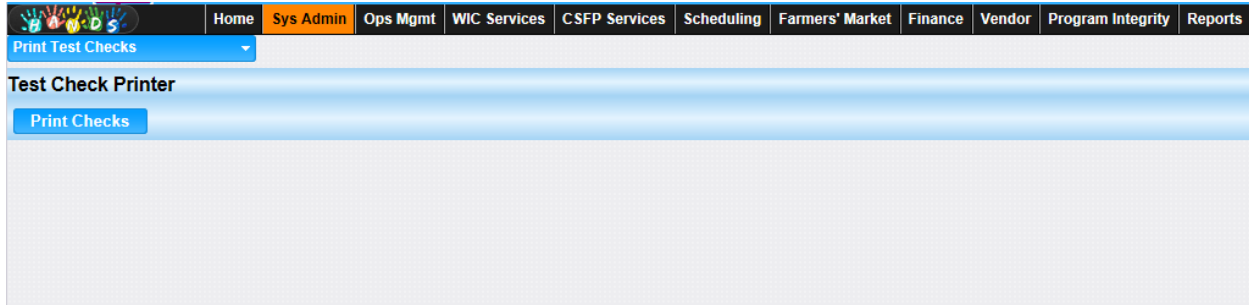 HANDS Home Sys Admin Ops Mgmt WIC Services CSFP Services Scheduling Farmers' Market Finance Vendor Program Integrity Reports
Print Test Checks
Test Check Printer
Print Checks